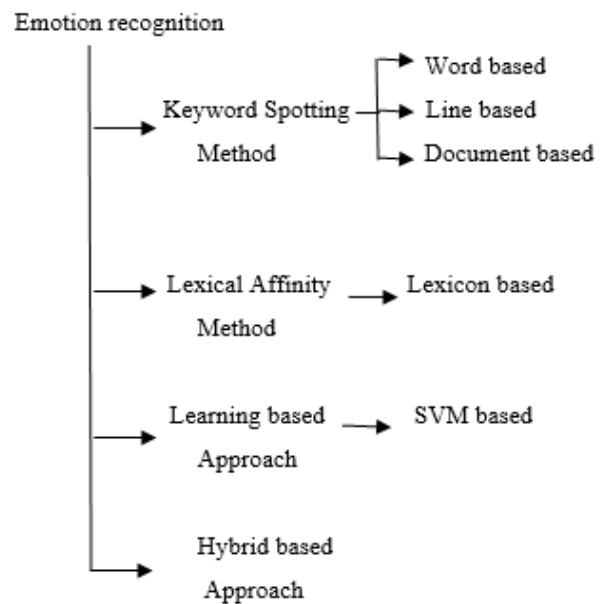 Emotion recognition
Keyword Spotting
Method
Word based
Line based
Document based
Lexical Affinity
Method
Lexicon based
Learning based
Approach
SVM based
Hybrid based
Approach